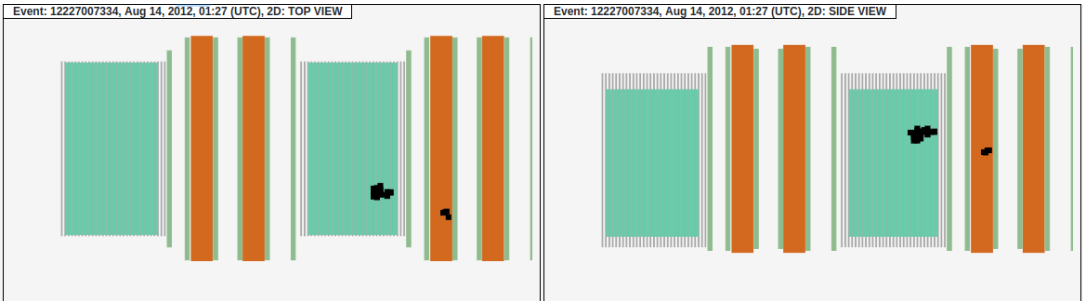 Event: 12227007334, Aug 14, 2012, 01:27 (UTC), 2D: TOP VIEW
Event: 12227007334, Aug 14, 2012, 01:27 (UTC), 2D: SIDE VIEW